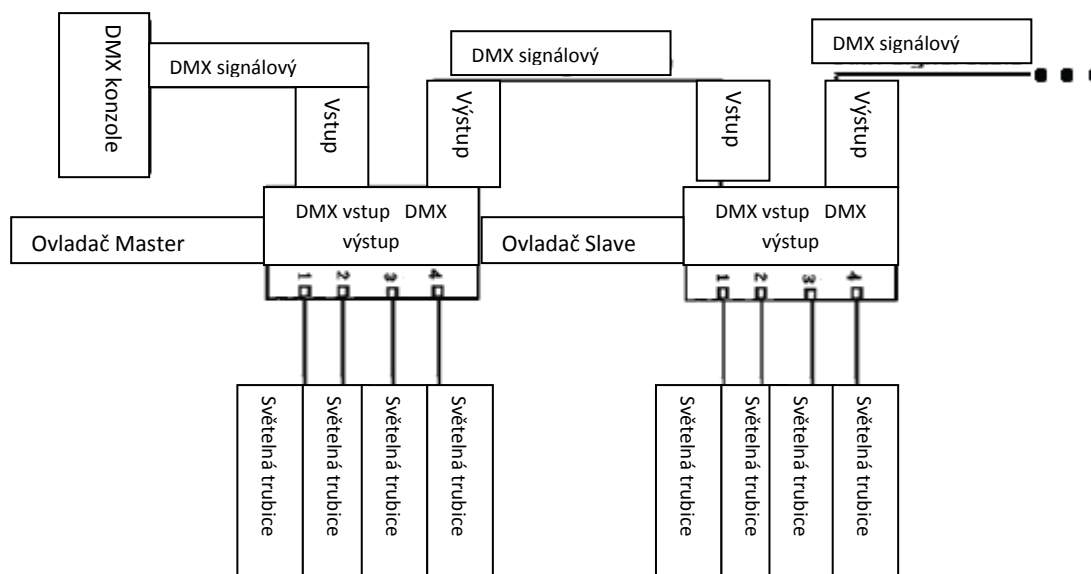 DMX konzole
DMX signálový
DMX signálový
DMX signálový
Vstup
Výstup
Vstup
Výstup
Ovladač Master
DMX vstup DMX
výstup
Ovladač Slave
DMX vstup DMX
výstup
1 2 3 4
1 2 3 4
Světelná trubice
Světelná trubice
Světelná trubice
Světelná trubice
Světelná trubice
Světelná trubice
Světelná trubice
Světelná trubice